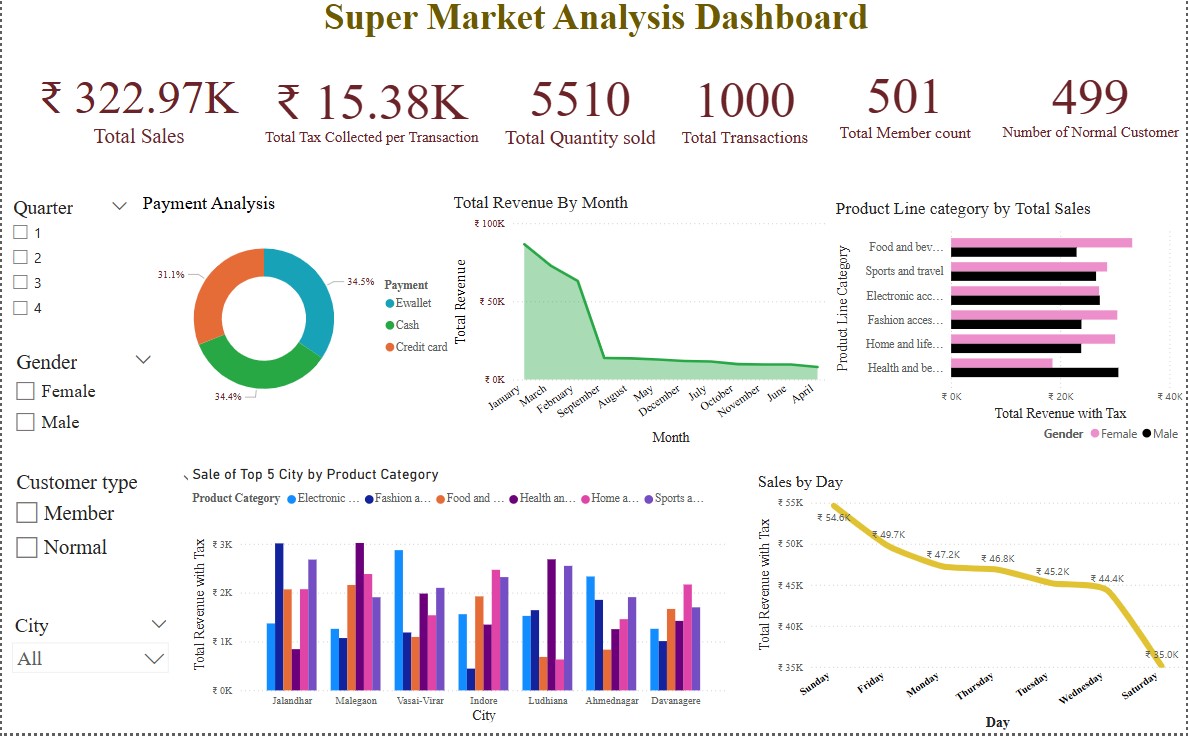 Super Market Analysis Dashboard
₹ 322.97K
Total Sales
₹ 15.38K
Total Tax Collected per Transaction
5510
Total Quantity sold
1000
Total Transactions
501
Total Member count
499
Number of Normal Customer
Quarter
1
2
3
4
Gender
Female
Male
Customer type
Member
Normal
City
All
Payment Analysis
31.1%
34.5%
34.4%
Payment
Ewallet
Cash
Credit card
Total Revenue By Month
Total Revenue
₹ 100K
₹ 50K
₹ 0K
January
March
February
September
August
May
December
July
October
November
June
April
Month
Product Line category by Total Sales
Product Line Category
Food and bev...
Sports and travel
Electronic acc...
Fashion acces...
Home and life...
Health and be...
₹ 0K
₹ 20K
₹ 40K
Total Revenue with Tax
Gender Female Male
Sale of Top 5 City by Product Category
Product Category Electronic ... Fashion a... Food and ... Health an... Home a... Sports a...
Total Revenue with Tax
₹ 3K
₹ 2K
₹ 1K
₹ 0K
Jalandhar
Malegaon
Vasai-Virar
Indore
Ludhiana
Ahmednagar
Davanagere
City
Sales by Day
Total Revenue with Tax
₹ 55K
₹ 50K
₹ 45K
₹ 40K
₹ 35K
₹ 54.6K
₹ 49.7K
₹ 47.2K
₹ 46.8K
₹ 45.2K
₹ 44.4K
₹ 35.0K
Sunday
Friday
Monday
Thursday
Tuesday
Wednesday
Saturday
Day